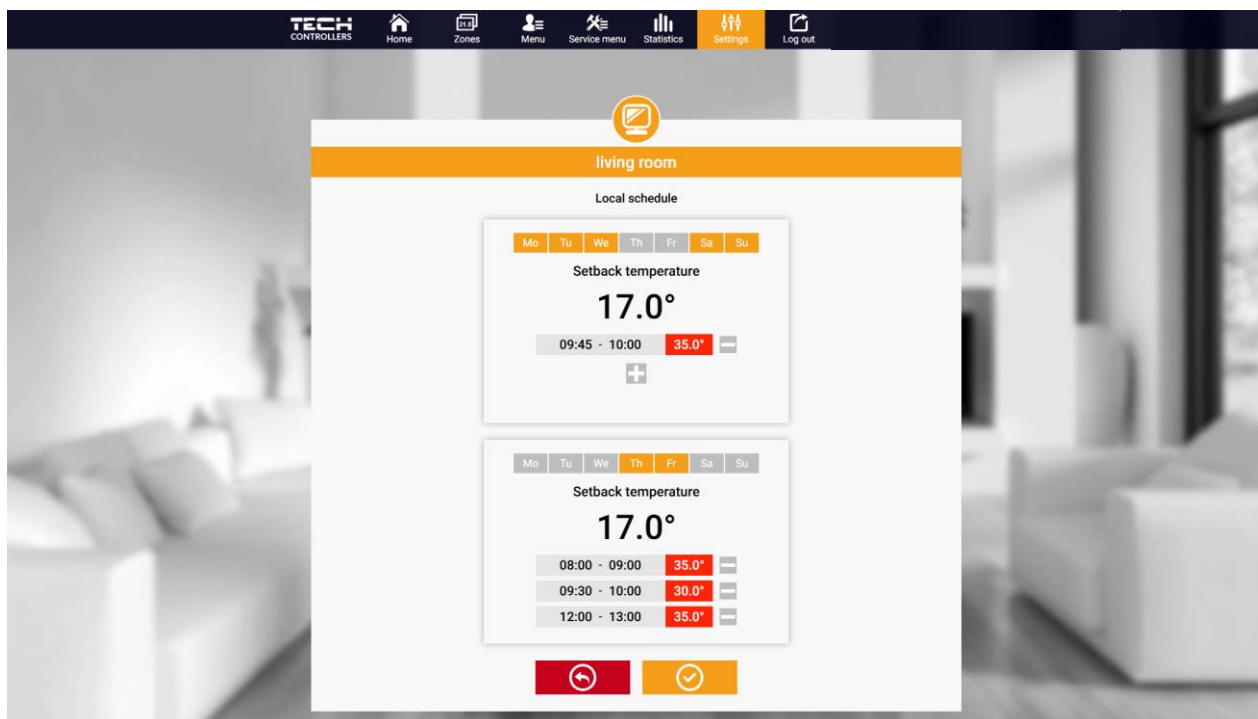 TECH
CONTROLLERS
Home
21.0
Zones
Menu
Service menu
Statistics
Settings
Log out
living room
Local schedule
Mo Tu We Th Fr Sa Su
Setback temperature
17.0°
09:45 - 10:00 35.0°
Mo Tu We Th Fr Sa Su
Setback temperature
17.0°
08:00 - 09:00 35.0°
09:30 - 10:00 30.0°
12:00 - 13:00 35.0°